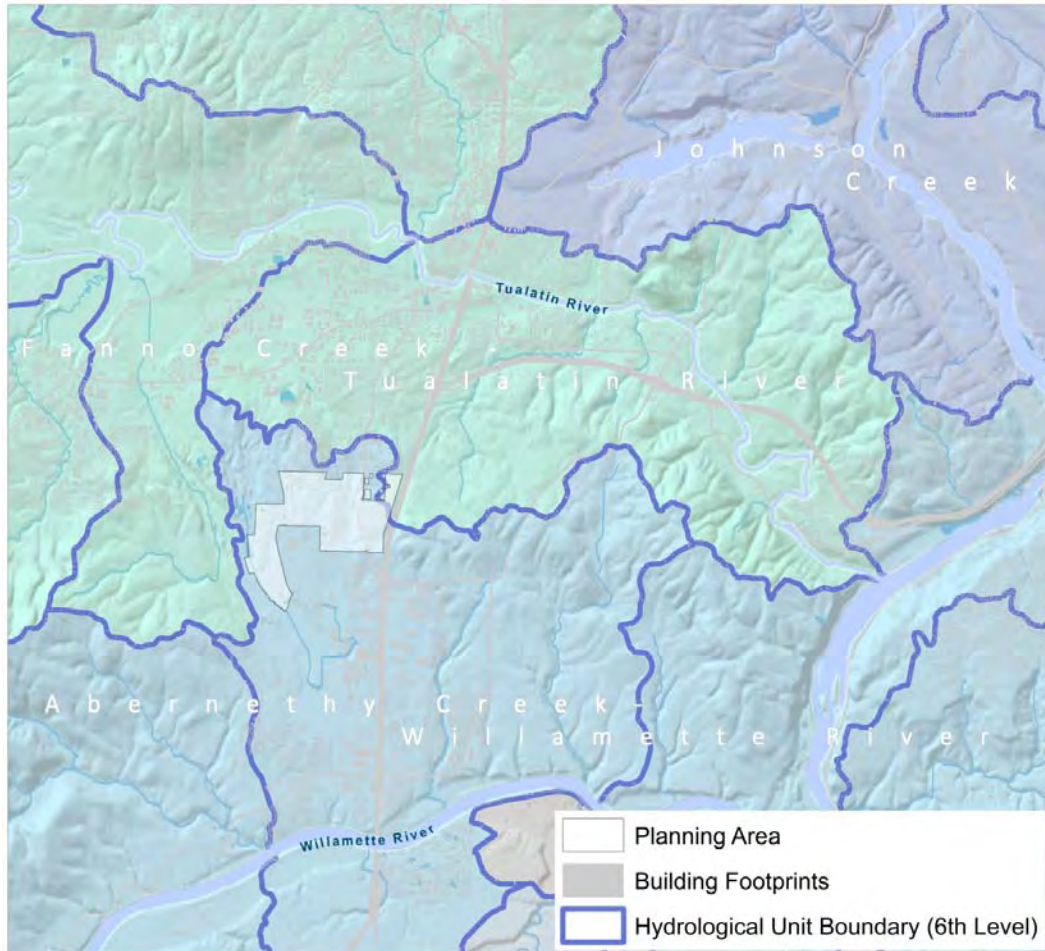 Johnson
Creek
Tualatin River
Fanno Creek -
Tualatin River
Abernethy Creek-
Willamette River
Willamette River
Planning Area
Building Footprints
Hydrological Unit Boundary (6th Level)